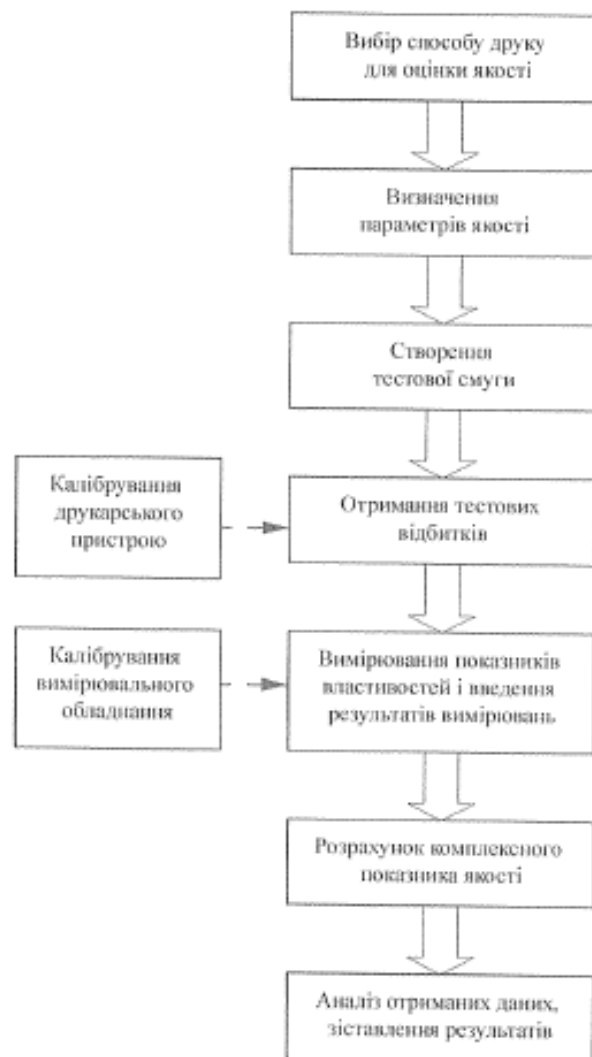 Вибір способу друку
для оцінки якості
Визначення
параметрів якості
Створення
тестової смуги
Калібрування
друкарського
пристрою
Отримання тестових
відбитків
Калібрування
вимірювального
обладнання
Вимірювання показників
властивостей і введення
результатів вимірювань
Розрахунок комплексного
показника якості
Аналіз отриманих даних,
зіставлення результатів